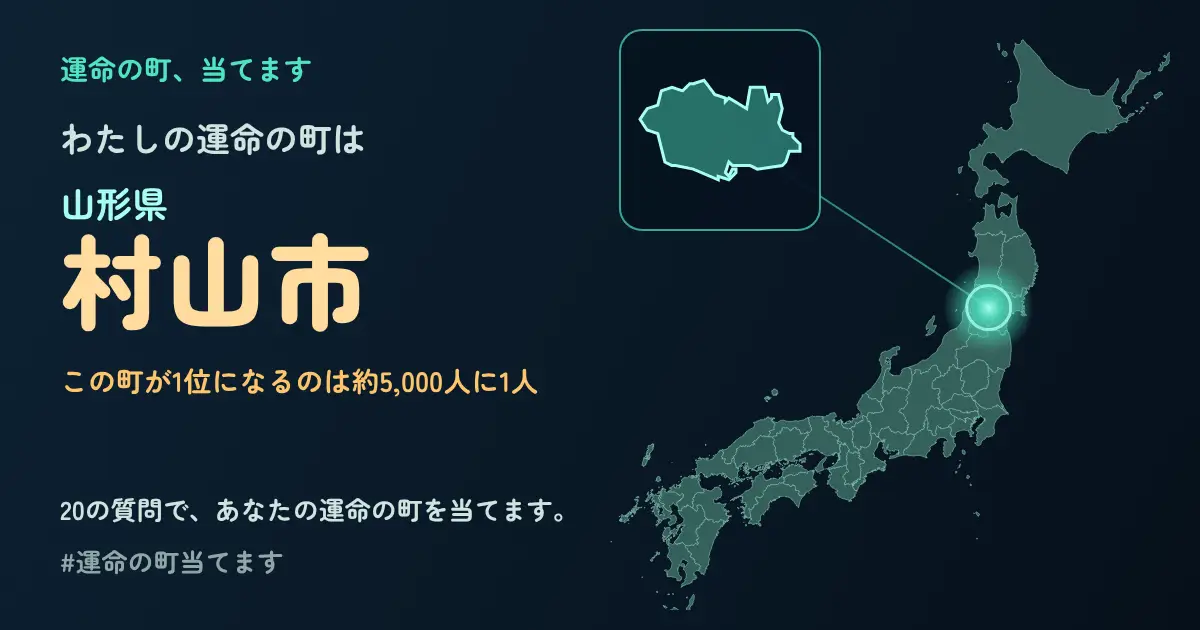 運命の町、当てます
わたしの運命の町は
山形県
村山市
この町が1位になるのは約5,000人に1人
20の質問で、あなたの運命の町を当てます。
#運命の町当てます